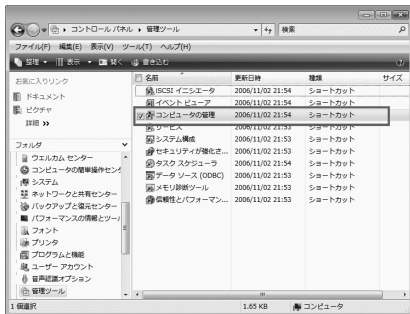 コントロール パネル ▸ 管理ツール 検索
ファイル(F) 編集(E) 表示(V) ツール(T) ヘルプ(H)
整理 表示 開く 書き込む
お気に入りリンク
ドキュメント
ピクチャ
詳細 »
フォルダ
ウエルカム センター
コンピュータの簡単操作セン
システム
ネットワークと共有センター
バックアップと復元センター
パフォーマンスの情報とツー
フォント
プリンタ
プログラムと機能
ユーザー アカウント
音声認識オプション
管理ツール
名前 更新日時 種類 サイズ
iSCSI イニシエータ 2006/11/02 21:54 ショートカット
イベント ビューア 2006/11/02 21:54 ショートカット
コンピュータの管理 2006/11/02 21:54 ショートカット
サービス 2006/11/02 21:53 ショートカット
システム構成 2006/11/02 21:53 ショートカット
セキュリティが強化さ... 2006/11/02 21:53 ショートカット
タスク スケジューラ 2006/11/02 21:54 ショートカット
データ ソース (ODBC) 2006/11/02 21:53 ショートカット
メモリ診断ツール 2006/11/02 21:53 ショートカット
信頼性とパフォーマン... 2006/11/02 21:53 ショートカット
1 個選択 1.65 KB コンピュータ